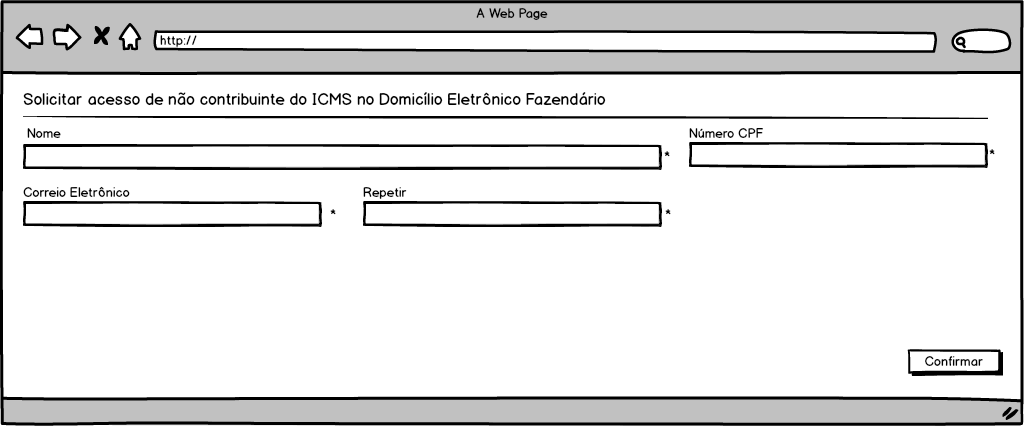 A Web Page
http://
Solicitar acesso de não contribuinte do ICMS no Domicílio Eletrônico Fazendário
Nome
Número CPF
*
*
Correio Eletrônico
Repetir
*
*
Confirmar